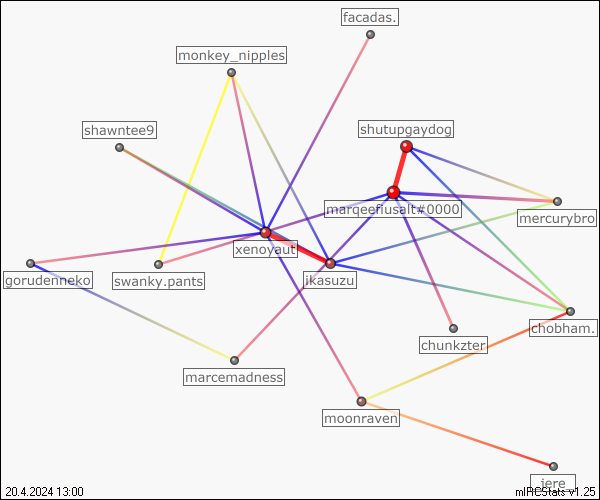 facadas.
monkey_nipples
shawntee9
shutupgaydog
marqeefiusalt#0000
mercurybro
xenoyaut
gorudenneko
swanky.pants
ikasuzu
chobham.
chunkzter
marcemadness
moonraven
jere_
20.4.2024 13:00
mIRCStats v1.25